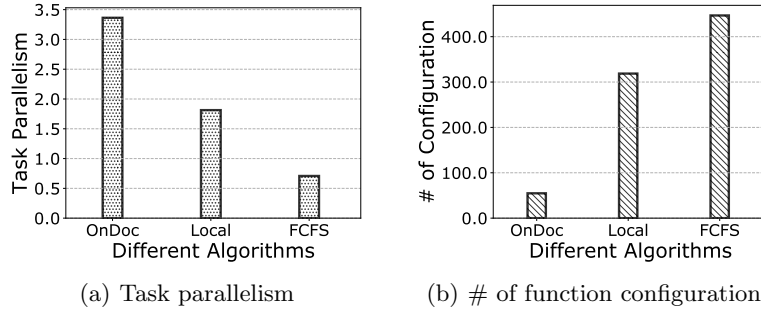 3.5
3.0
2.5
2.0
1.5
1.0
0.5
0.0
Task Parallelism
OnDoc Local FCFS
Different Algorithms
(a) Task parallelism
400.0
300.0
200.0
100.0
0.0
# of Configuration
OnDoc Local FCFS
Different Algorithms
(b) # of function configuration